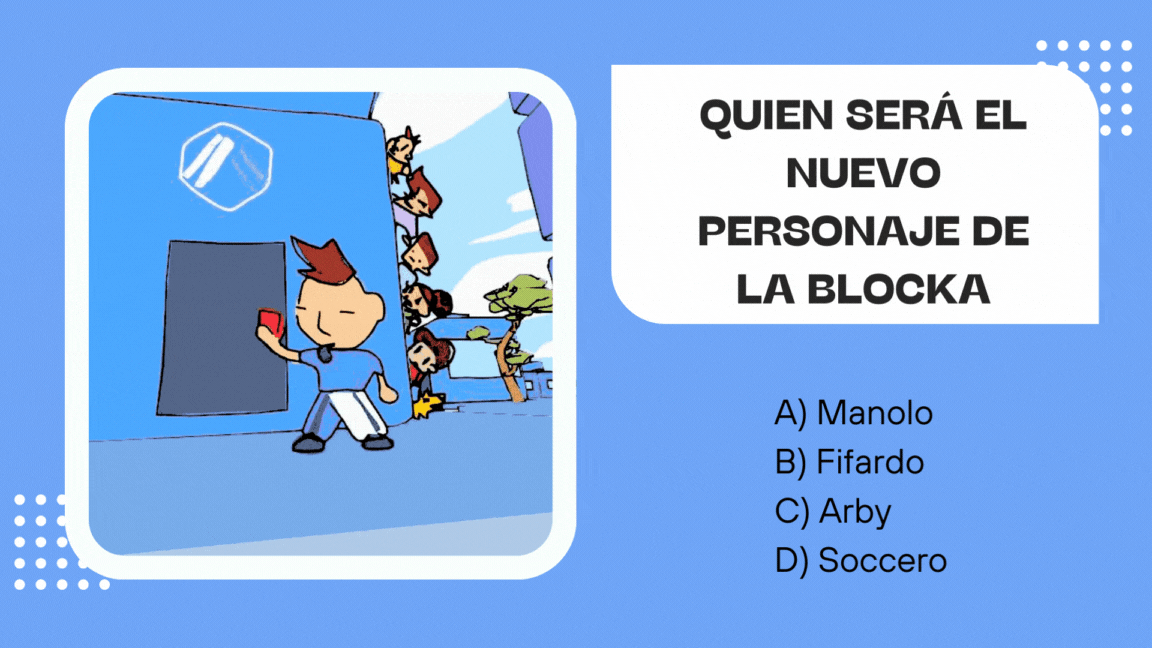 QUIEN SERÁ EL
NUEVO
PERSONAJE DE
LA BLOCKA
A) Manolo
B) Fifardo
C) Arby
D) Soccero